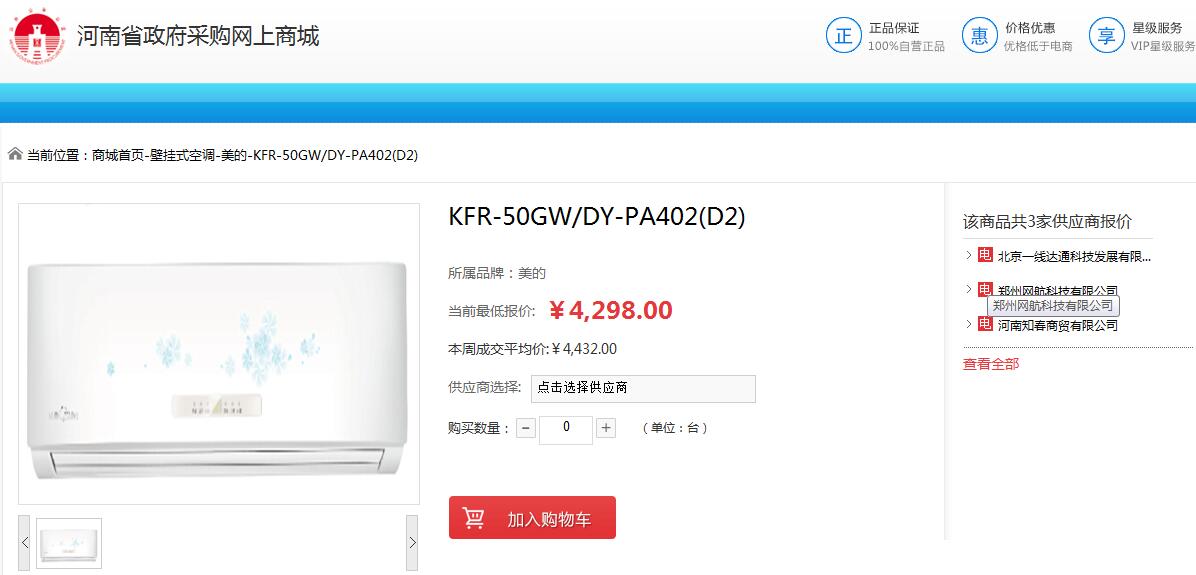 河南省政府采购网上商城
正 正品保证
100%自营正品
惠 价格优惠
优格低于电商
享 星级服务
VIP星级服务
当前位置：商城首页-壁挂式空调-美的-KFR-50GW/DY-PA402(D2)
KFR-50GW/DY-PA402(D2)
所属品牌：美的
当前最低报价: ￥4,298.00
本周成交平均价:￥4,432.00
供应商选择: 点击选择供应商
购买数量： － 0 ＋ （单位：台）
加入购物车
该商品共3家供应商报价
电 北京一线达通科技发展有限...
电 郑州网航科技有限公司
郑州网航科技有限公司
电 河南知春商贸有限公司
查看全部